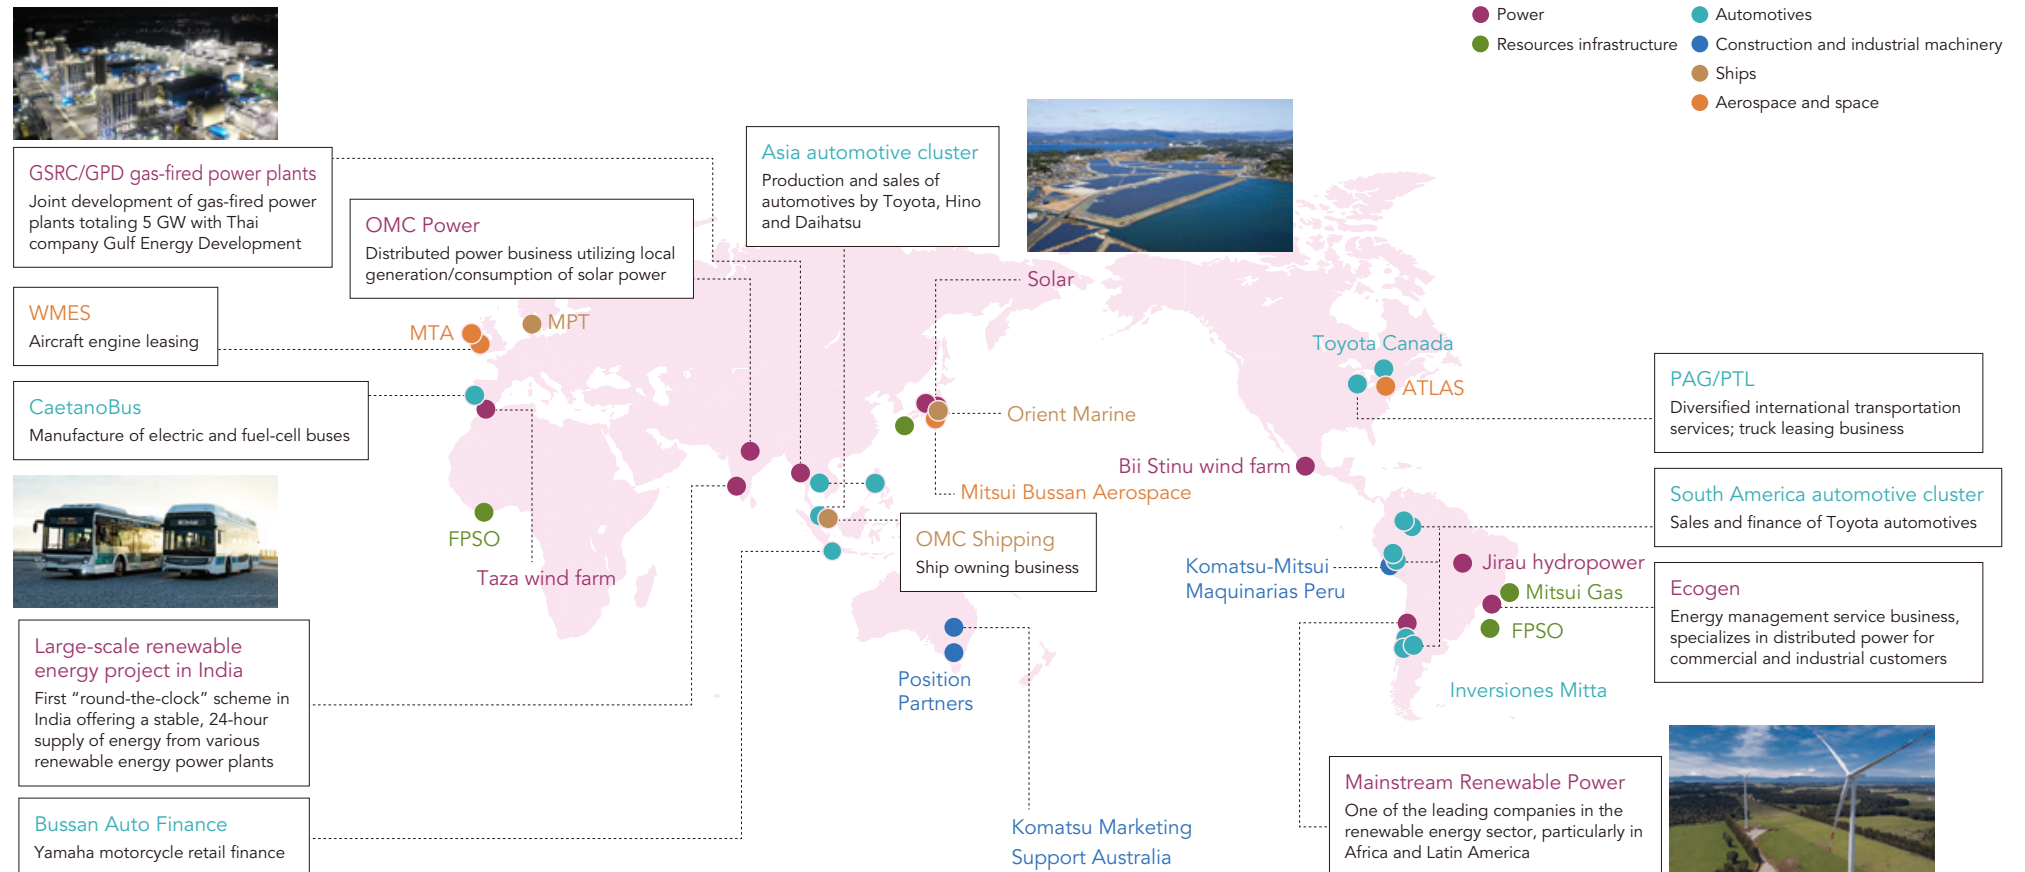 Power
Resources infrastructure
Automotives
Construction and industrial machinery
Ships
Aerospace and space
GSRC/GPD gas-fired power plants
Joint development of gas-fired power
plants totaling 5 GW with Thai
company Gulf Energy Development
OMC Power
Distributed power business utilizing local
generation/consumption of solar power
Asia automotive cluster
Production and sales of
automotives by Toyota, Hino
and Daihatsu
Solar
WMES
Aircraft engine leasing
MTA
MPT
CaetanoBus
Manufacture of electric and fuel-cell buses
Toyota Canada
ATLAS
PAG/PTL
Diversified international transportation
services; truck leasing business
Orient Marine
Bii Stinu wind farm
Mitsui Bussan Aerospace
South America automotive cluster
Sales and finance of Toyota automotives
FPSO
Taza wind farm
OMC Shipping
Ship owning business
Komatsu-Mitsui
Maquinarias Peru
Jirau hydropower
Mitsui Gas
FPSO
Ecogen
Energy management service business,
specializes in distributed power for
commercial and industrial customers
Large-scale renewable
energy project in India
First “round-the-clock” scheme in
India offering a stable, 24-hour
supply of energy from various
renewable energy power plants
Position
Partners
Inversiones Mitta
Bussan Auto Finance
Yamaha motorcycle retail finance
Komatsu Marketing
Support Australia
Mainstream Renewable Power
One of the leading companies in the
renewable energy sector, particularly in
Africa and Latin America